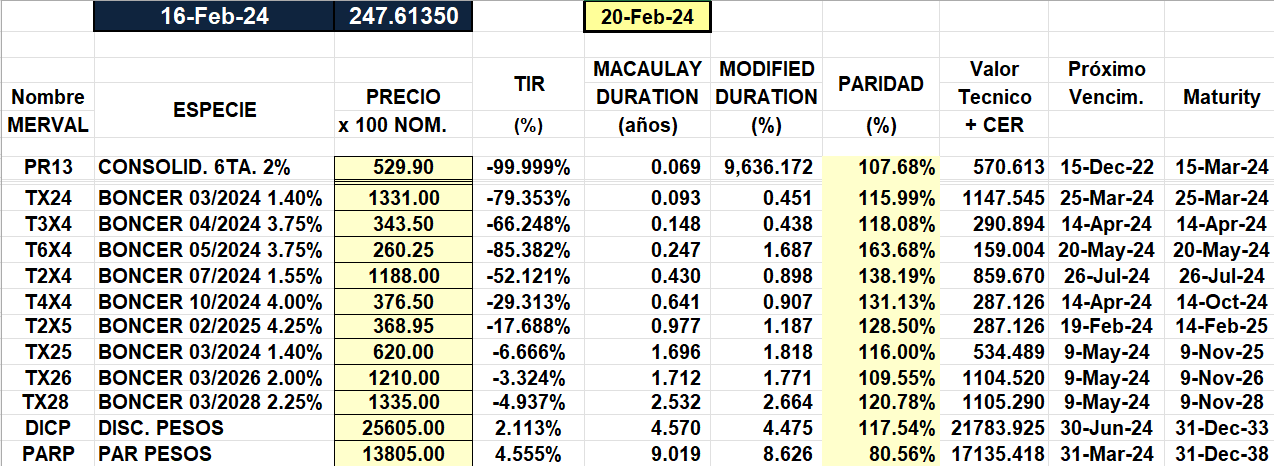 16-Feb-24 247.61350 20-Feb-24
MACAULAY MODIFIED Valor Próximo
TIR PARIDAD
Nombre PRECIO DURATION DURATION Tecnico Vencim. Maturity
ESPECIE
MERVAL x 100 NOM. (%) (años) (%) (%) + CER
PR13 CONSOLID. 6TA. 2% 529.90 -99.999% 0.069 9,636.172 107.68% 570.613 15-Dec-22 15-Mar-24
TX24 BONCER 03/2024 1.40% 1331.00 -79.353% 0.093 0.451 115.99% 1147.545 25-Mar-24 25-Mar-24
T3X4 BONCER 04/2024 3.75% 343.50 -66.248% 0.148 0.438 118.08% 290.894 14-Apr-24 14-Apr-24
T6X4 BONCER 05/2024 3.75% 260.25 -85.382% 0.247 1.687 163.68% 159.004 20-May-24 20-May-24
T2X4 BONCER 07/2024 1.55% 1188.00 -52.121% 0.430 0.898 138.19% 859.670 26-Jul-24 26-Jul-24
T4X4 BONCER 10/2024 4.00% 376.50 -29.313% 0.641 0.907 131.13% 287.126 14-Apr-24 14-Oct-24
T2X5 BONCER 02/2025 4.25% 368.95 -17.688% 0.977 1.187 128.50% 287.126 19-Feb-24 14-Feb-25
TX25 BONCER 03/2024 1.40% 620.00 -6.666% 1.696 1.818 116.00% 534.489 9-May-24 9-Nov-25
TX26 BONCER 03/2026 2.00% 1210.00 -3.324% 1.712 1.771 109.55% 1104.520 9-May-24 9-Nov-26
TX28 BONCER 03/2028 2.25% 1335.00 -4.937% 2.532 2.664 120.78% 1105.290 9-May-24 9-Nov-28
DICP DISC. PESOS 25605.00 2.113% 4.570 4.475 117.54% 21783.925 30-Jun-24 31-Dec-33
PARP PAR PESOS 13805.00 4.555% 9.019 8.626 80.56% 17135.418 31-Mar-24 31-Dec-38